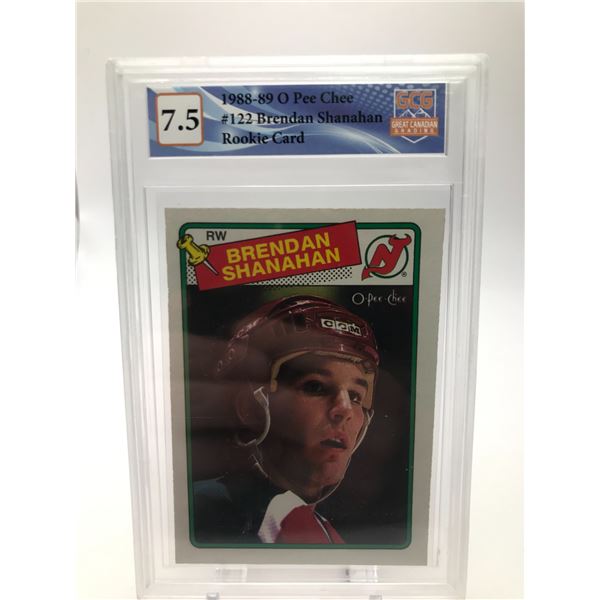 7.5
1988-89 O Pee Chee
#122 Brendan Shanahan
Rookie Card
GCG
GREAT CANADIAN
GRADING
RW
BRENDAN
SHANAHAN
NJ
®
O-pee-chee
CCM